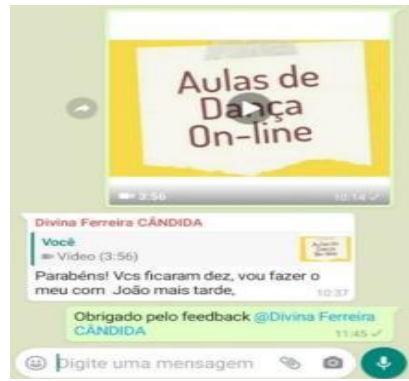 Aulas de
Dança
On-line
3:56
10:14
Divina Ferreira CÂNDIDA
Você
Vídeo (3:56)
Parabéns! Vcs ficaram dez, vou fazer o
meu com João mais tarde,
10:37
Obrigado pelo feedback @Divina Ferreira
CÂNDIDA
11:45
Digite uma mensagem